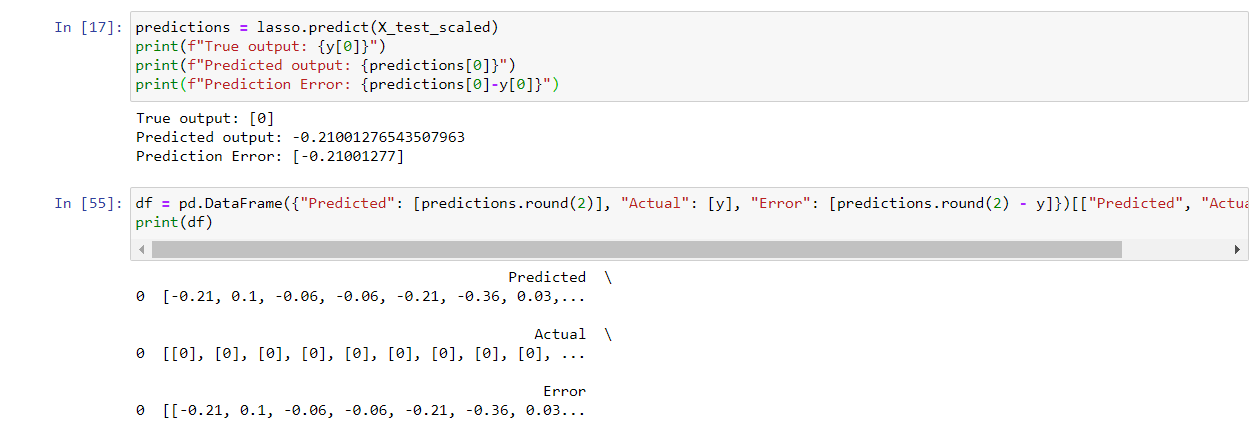 In [17]: predictions = lasso.predict(X_test_scaled)
print(f"True output: {y[0]}")
print(f"Predicted output: {predictions[0]}")
print(f"Prediction Error: {predictions[0]-y[0]}")
True output: [0]
Predicted output: -0.21001276543507963
Prediction Error: [-0.21001277]
In [55]: df = pd.DataFrame({"Predicted": [predictions.round(2)], "Actual": [y], "Error": [predictions.round(2) - y]})[["Predicted", "Actua
print(df)
Predicted \
0 [-0.21, 0.1, -0.06, -0.06, -0.21, -0.36, 0.03,...
Actual \
0 [[0], [0], [0], [0], [0], [0], [0], [0], [0], ...
Error
0 [[-0.21, 0.1, -0.06, -0.06, -0.21, -0.36, 0.03...